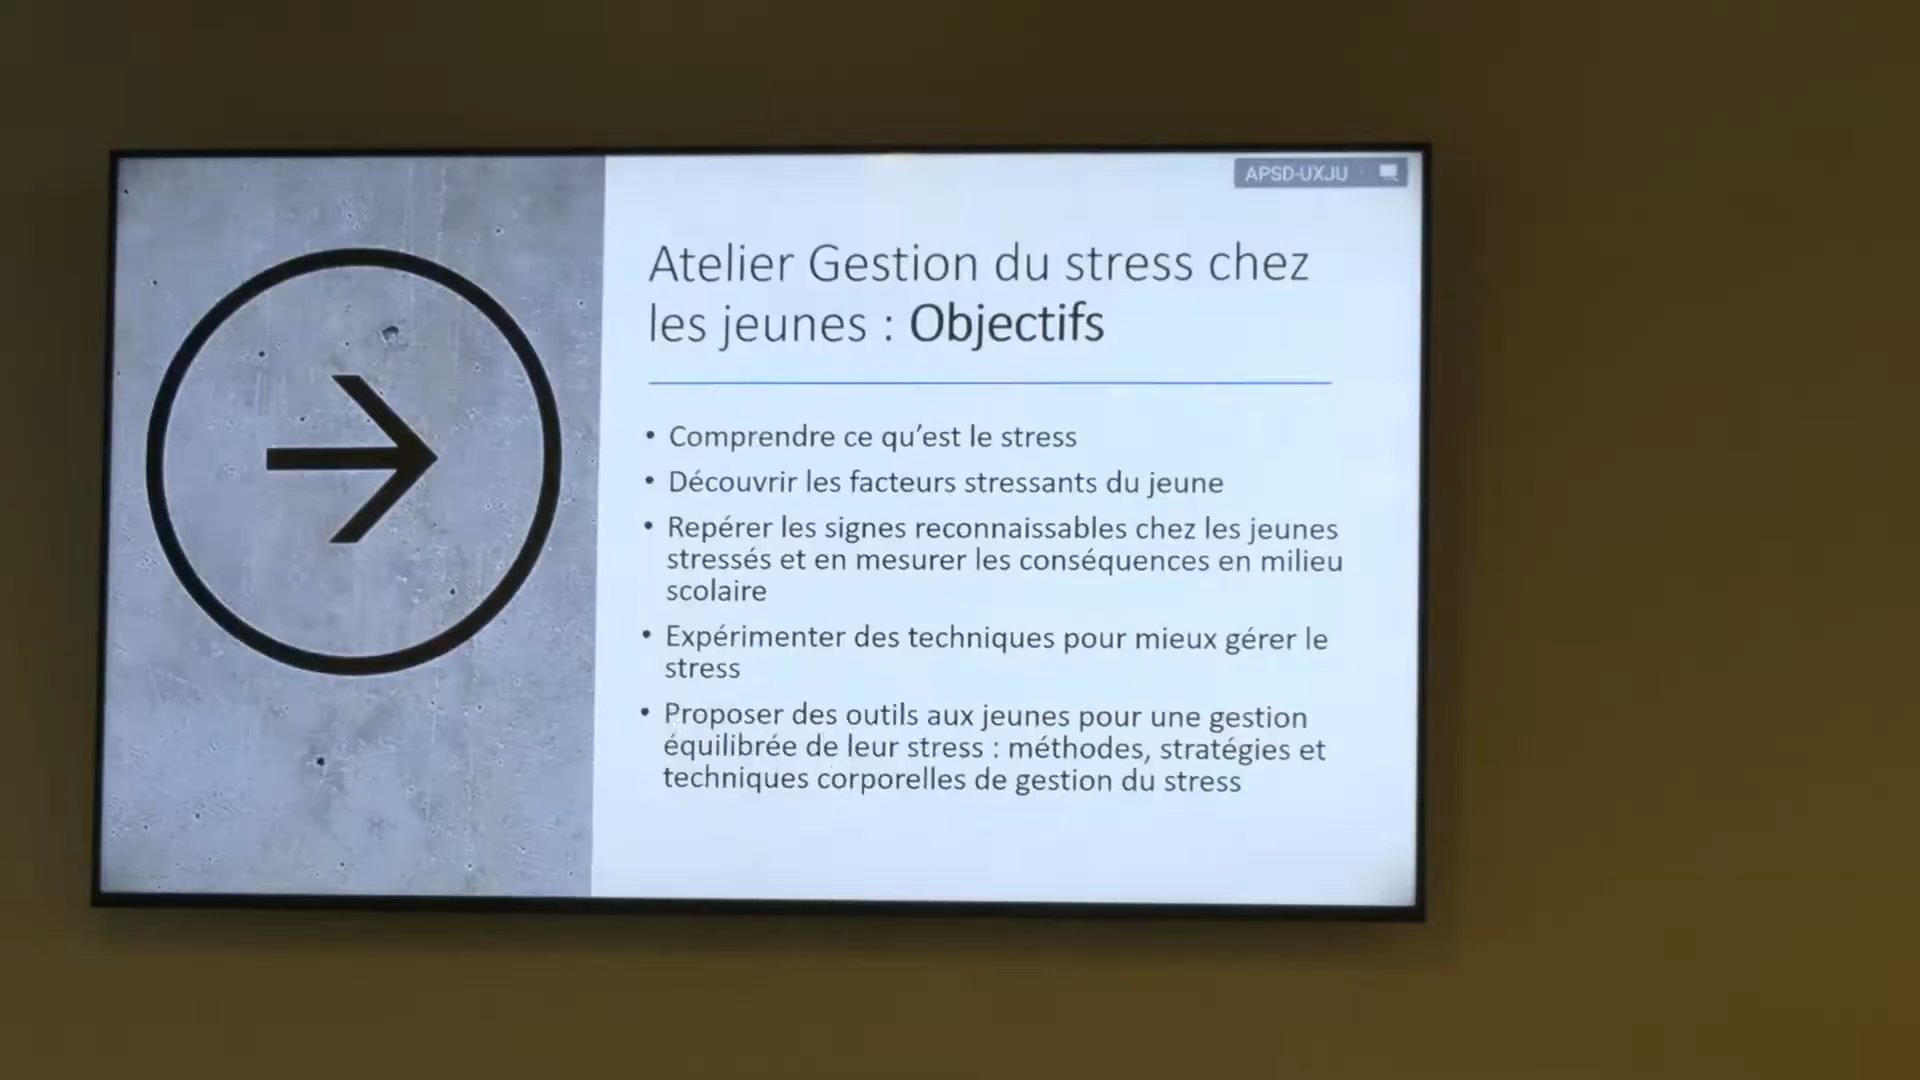 APSD-UXJU
Atelier Gestion du stress chez
les jeunes : Objectifs
• Comprendre ce qu’est le stress
• Découvrir les facteurs stressants du jeune
• Repérer les signes reconnaissables chez les jeunes
stressés et en mesurer les conséquences en milieu
scolaire
• Expérimenter des techniques pour mieux gérer le
stress
• Proposer des outils aux jeunes pour une gestion
équilibrée de leur stress : méthodes, stratégies et
techniques corporelles de gestion du stress